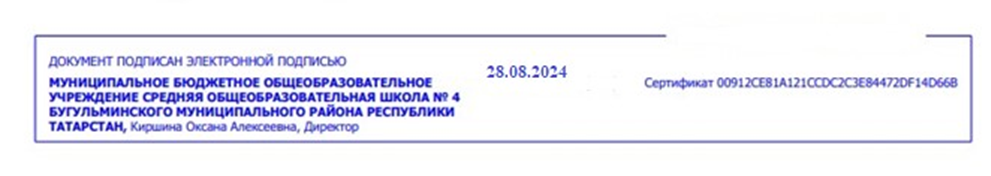 ДОКУМЕНТ ПОДПИСАН ЭЛЕКТРОННОЙ ПОДПИСЬЮ
МУНИЦИПАЛЬНОЕ БЮДЖЕТНОЕ ОБЩЕОБРАЗОВАТЕЛЬНОЕ
УЧРЕЖДЕНИЕ СРЕДНЯЯ ОБЩЕОБРАЗОВАТЕЛЬНАЯ ШКОЛА № 4
БУГУЛЬМИНСКОГО МУНИЦИПАЛЬНОГО РАЙОНА РЕСПУБЛИКИ
ТАТАРСТАН, Киршина Оксана Алексеевна, Директор
28.08.2024
Сертификат 00912CE81A121CCDC2C3E84472DF14D66B